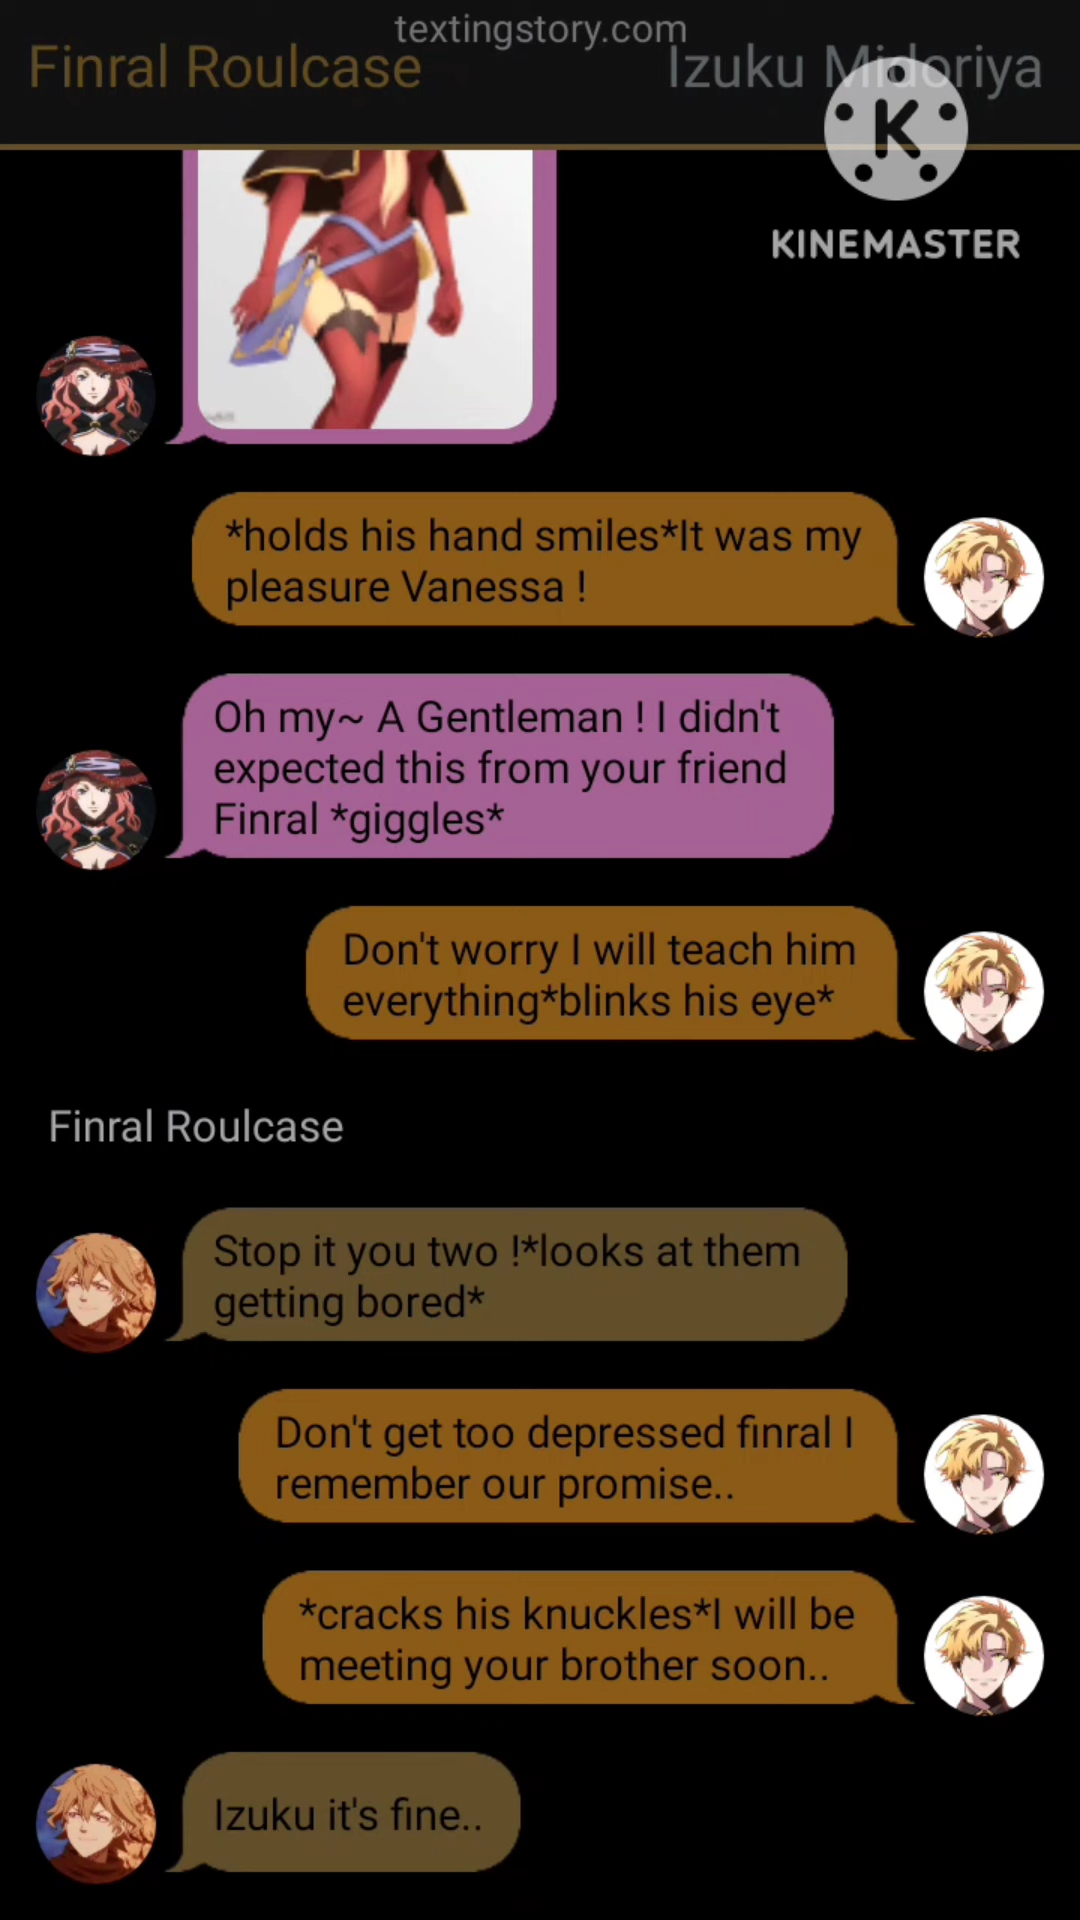 textingstory.com
Finral Roulcase
Izuku Midoriya
K
KINEMASTER
*holds his hand smiles*It was my
pleasure Vanessa !
Oh my~ A Gentleman ! I didn't
expected this from your friend
Finral *giggles*
Don't worry I will teach him
everything*blinks his eye*
Finral Roulcase
Stop it you two !*looks at them
getting bored*
Don't get too depressed finral I
remember our promise..
*cracks his knuckles*I will be
meeting your brother soon..
Izuku it's fine..